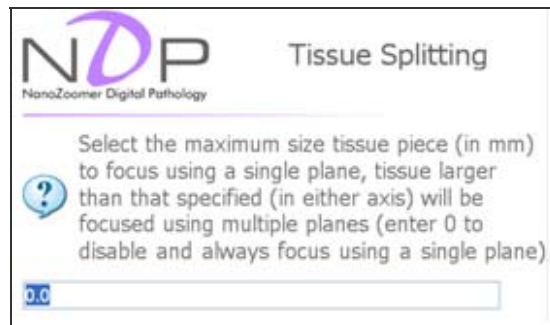 NDP
NanoZoomer Digital Pathology
Tissue Splitting
Select the maximum size tissue piece (in mm)
to focus using a single plane, tissue larger
than that specified (in either axis) will be
focused using multiple planes (enter 0 to
disable and always focus using a single plane)
?
0.0